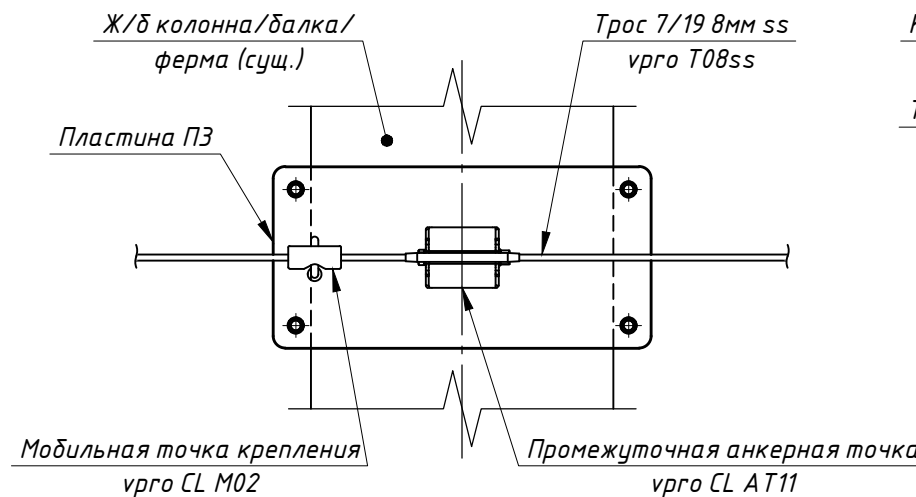 Ж/б колонна/балка/
ферма (сущ.)
Трос 7/19 8мм ss
vpro T08ss
Пластина П3
Мобильная точка крепления
vpro CL M02
Промежуточная анкерная точка
vpro CL AT11